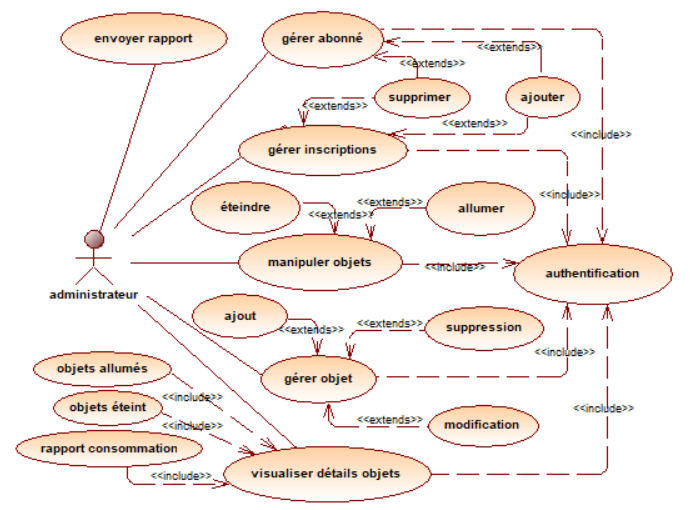 envoyer rapport
gérer abonné
<<extends>>
<<extends>>
supprimer
ajouter
<<extends>>
<<extends>>
<<include>>
gérer inscriptions
<<include>>
éteindre
<<extends>>
<<extends>>
allumer
manipuler objets
<<include>>
authentification
administrateur
ajout
<<extends>>
<<extends>>
suppression
<<include>>
objets allumés
gérer objet
<<include>>
objets éteint
<<include>>
<<include>>
<<extends>>
modification
rapport consommation
<<include>>
visualiser détails objets